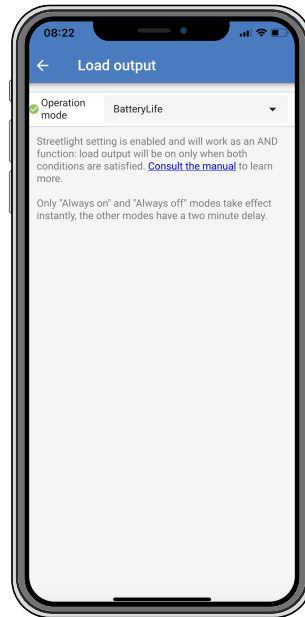 08:22
Load output
Operation
mode
BatteryLife
Streetlight setting is enabled and will work as an AND
function: load output will be on only when both
conditions are satisfied. Consult the manual to learn
more.
Only "Always on" and "Always off" modes take effect
instantly, the other modes have a two minute delay.